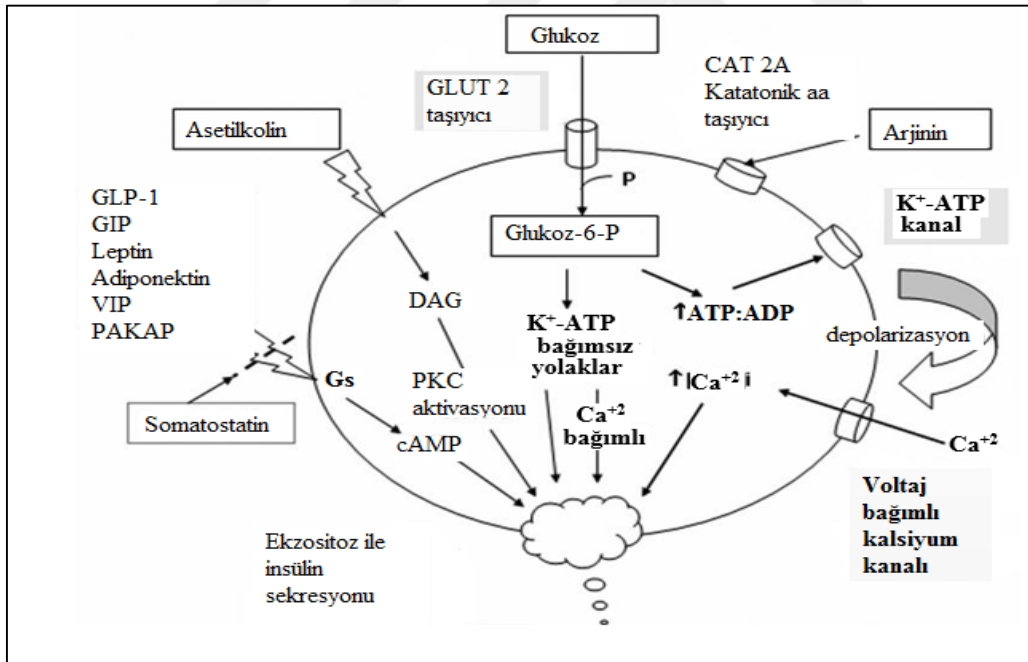 Glukoz
GLUT 2
taşıyıcı
CAT 2A
Katatonik aa
taşıyıcı
Asetilkolin
Arjinin
GLP-1
GIP
Leptin
Adiponektin
VIP
PAKAP
P
K⁺-ATP
kanal
Glukoz-6-P
DAG
↑ATP:ADP
K⁺-ATP
bağımsız
yolaklar
depolarizasyon
Gs
PKC
aktivasyonu
↑|Ca⁺²|i
Somatostatin
Ca⁺²
bağımlı
cAMP
Ca⁺²
Voltaj
bağımlı
kalsiyum
kanalı
Ekzositoz ile
insülin
sekresyonu